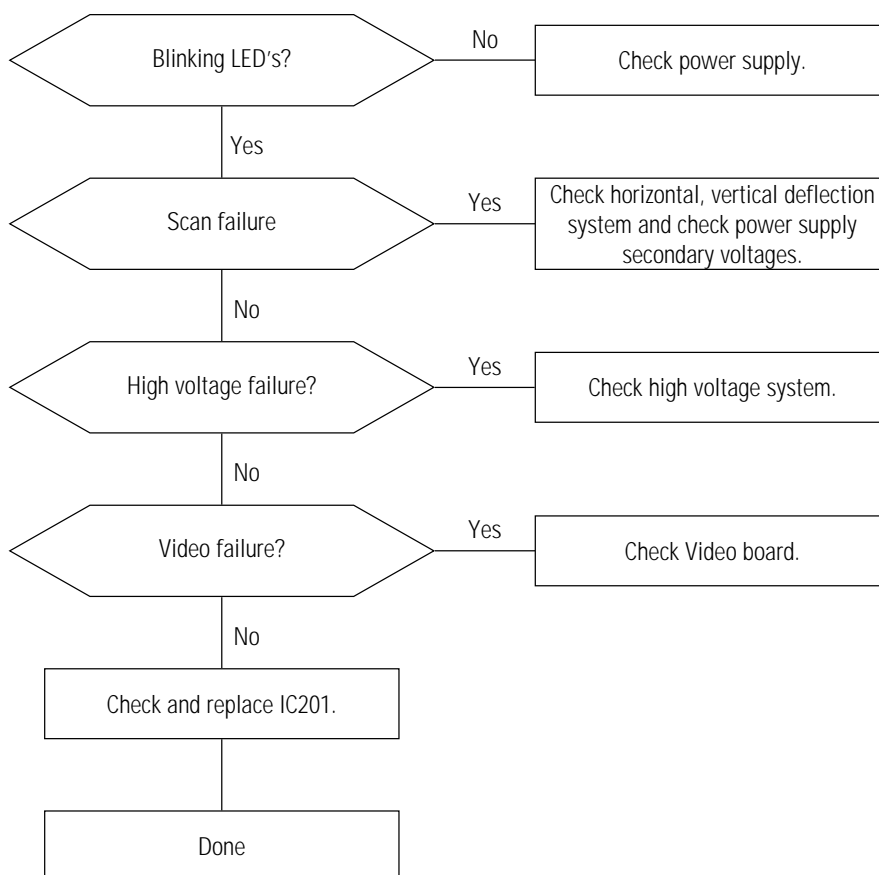 Blinking LED's?
No
Check power supply.
Yes
Scan failure
Yes
Check horizontal, vertical deflection
system and check power supply
secondary voltages.
No
High voltage failure?
Yes
Check high voltage system.
No
Video failure?
Yes
Check Video board.
No
Check and replace IC201.
Done